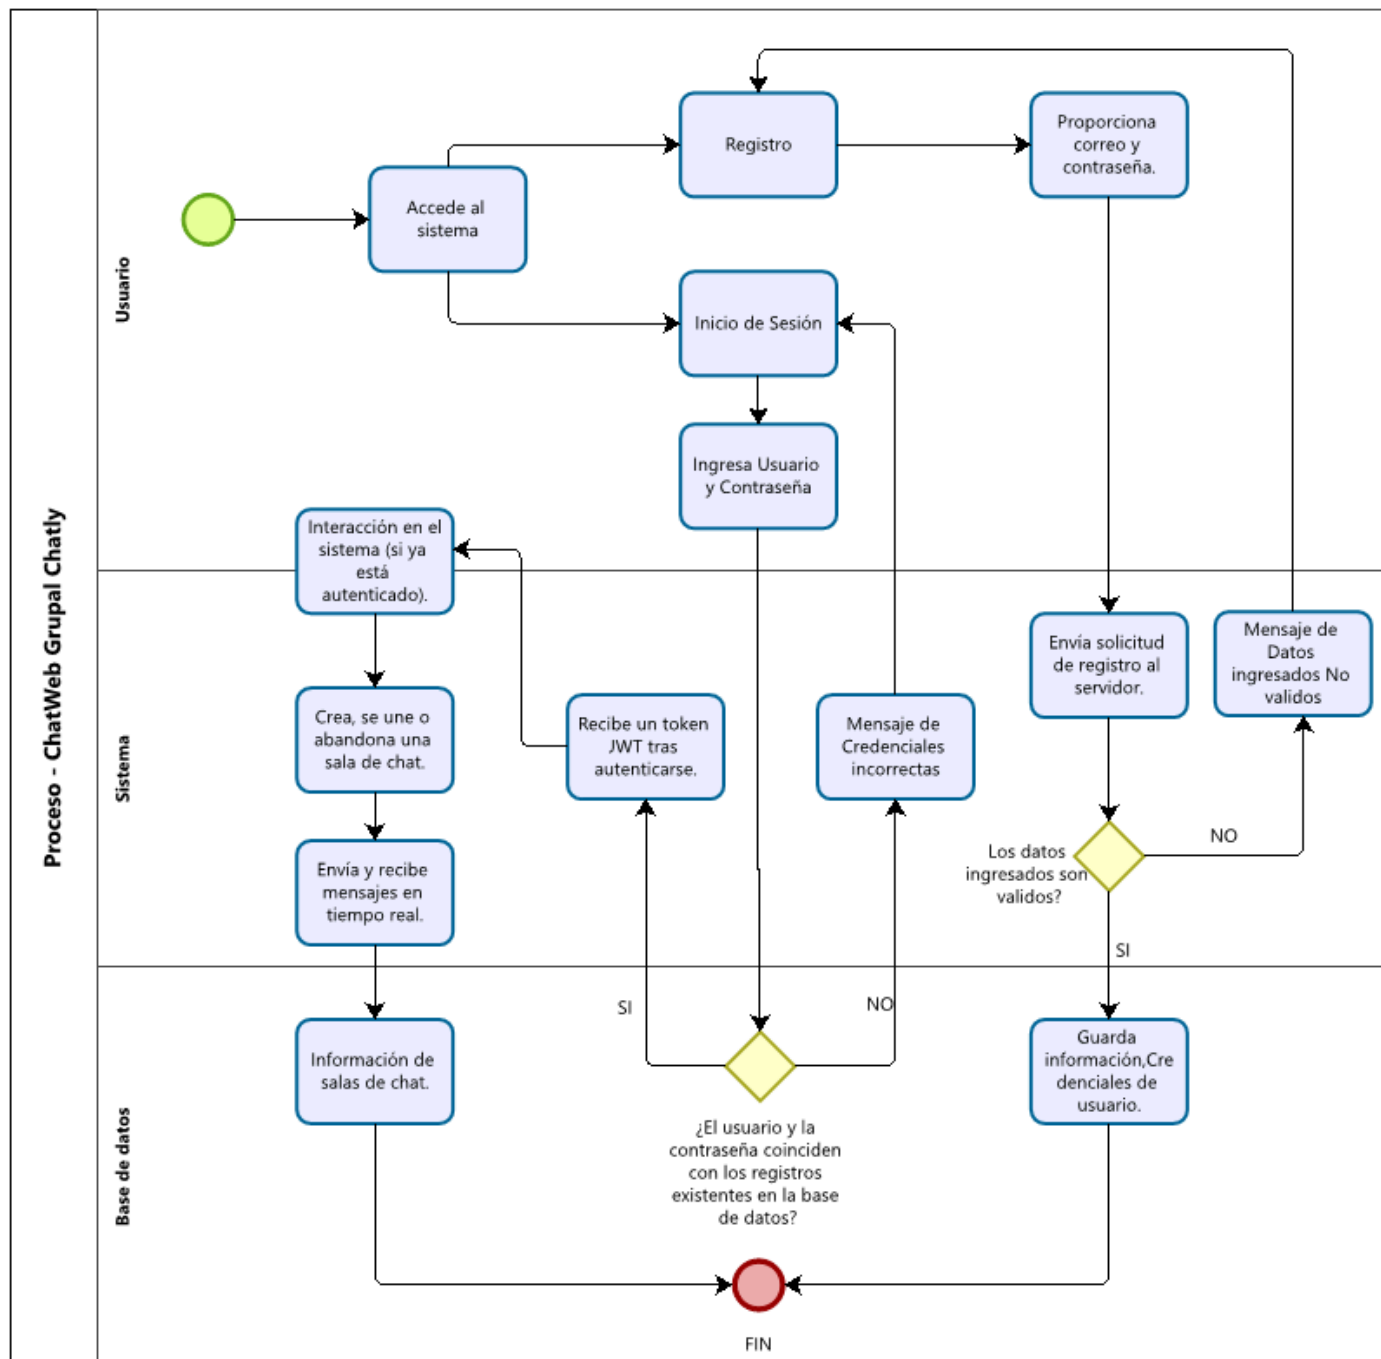 Proceso - ChatWeb Grupal Chatly
Usuario
Registro
Proporciona
correo y
contraseña.
Accede al
sistema
Inicio de Sesión
Ingresa Usuario
y Contraseña
Interacción en el
sistema (si ya
está
autenticado).
Sistema
Envía solicitud
de registro al
servidor.
Mensaje de
Datos
ingresados No
validos
Crea, se une o
abandona una
sala de chat.
Recibe un token
JWT tras
autenticarse.
Mensaje de
Credenciales
incorrectas
Envía y recibe
mensajes en
tiempo real.
Los datos
ingresados son
validos?
NO
SI
Base de datos
SI
NO
Información de
salas de chat.
Guarda
información,Cre
denciales de
usuario.
¿El usuario y la
contraseña coinciden
con los registros
existentes en la base
de datos?
FIN